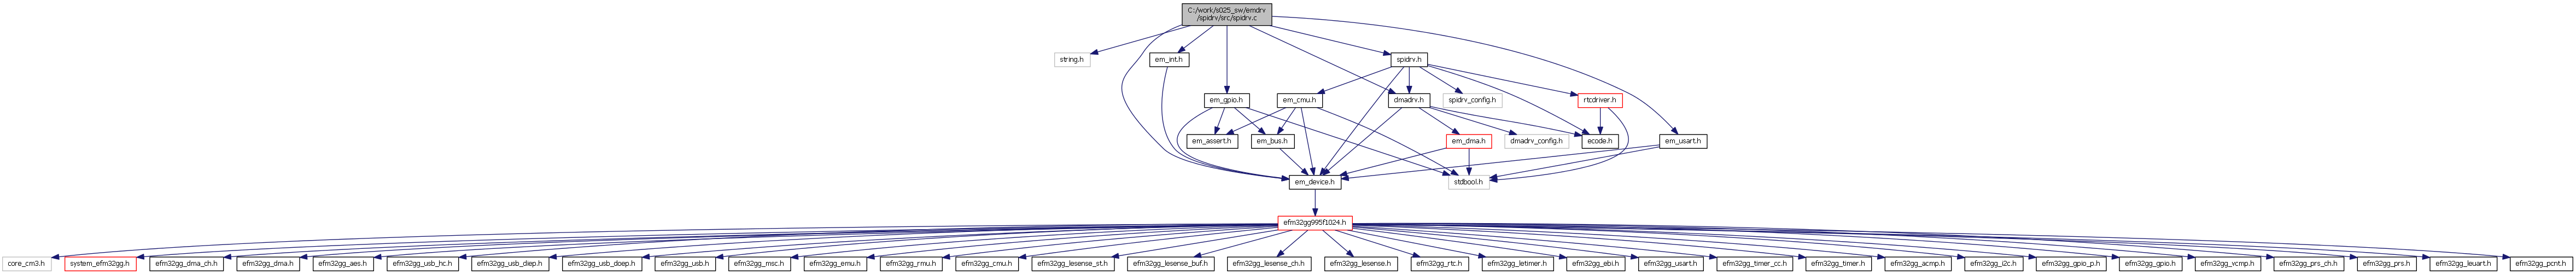 C:/work/s025_sw/emdrv
/spidrv/src/spidrv.c
string.h
em_int.h
spidrv.h
em_gpio.h
em_cmu.h
dmadrv.h
spidrv_config.h
rtcdriver.h
em_assert.h
em_bus.h
em_dma.h
dmadrv_config.h
ecode.h
em_usart.h
em_device.h
stdbool.h
efm32gg995f1024.h
core_cm3.h
system_efm32gg.h
efm32gg_dma_ch.h
efm32gg_dma.h
efm32gg_aes.h
efm32gg_usb_hc.h
efm32gg_usb_diep.h
efm32gg_usb_doep.h
efm32gg_usb.h
efm32gg_msc.h
efm32gg_emu.h
efm32gg_rmu.h
efm32gg_cmu.h
efm32gg_lesense_st.h
efm32gg_lesense_buf.h
efm32gg_lesense_ch.h
efm32gg_lesense.h
efm32gg_rtc.h
efm32gg_letimer.h
efm32gg_ebi.h
efm32gg_usart.h
efm32gg_timer_cc.h
efm32gg_timer.h
efm32gg_acmp.h
efm32gg_i2c.h
efm32gg_gpio_p.h
efm32gg_gpio.h
efm32gg_vcmp.h
efm32gg_prs_ch.h
efm32gg_prs.h
efm32gg_leuart.h
efm32gg_pcnt.h